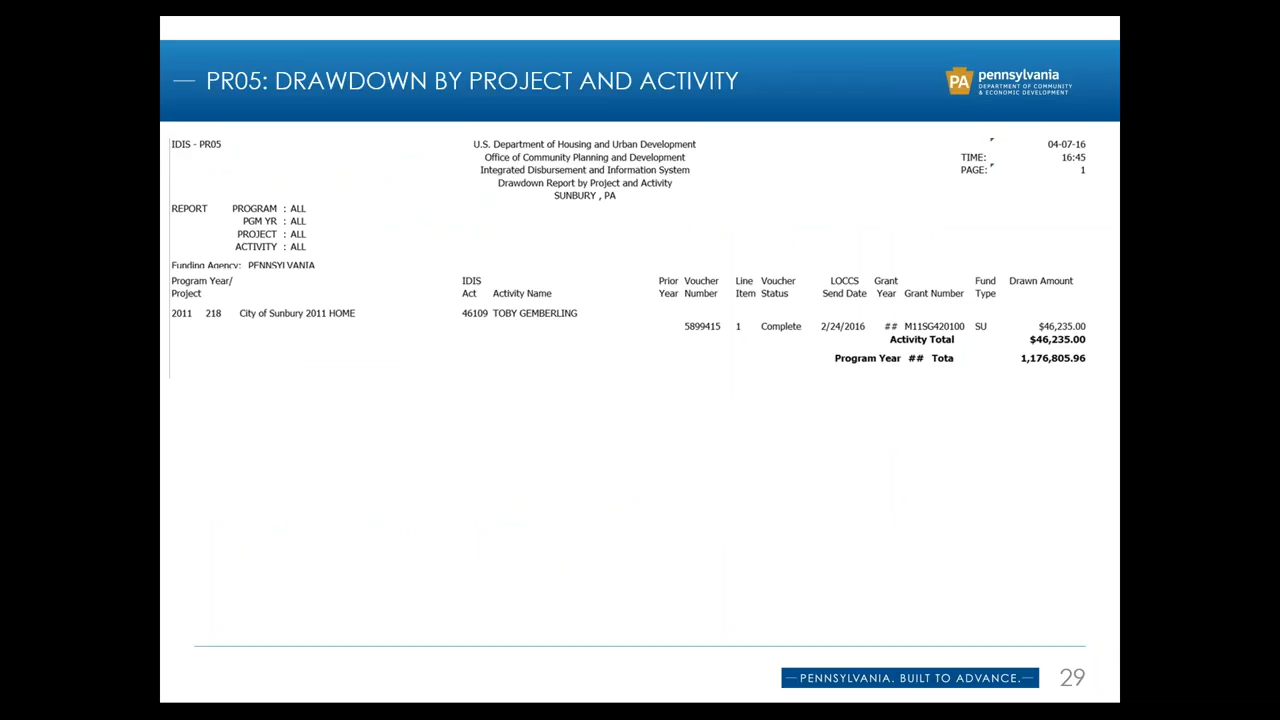 PR05: DRAWDOWN BY PROJECT AND ACTIVITY
PA pennsylvania
DEPARTMENT OF COMMUNITY
& ECONOMIC DEVELOPMENT
IDIS - PR05 U.S. Department of Housing and Urban Development 04-07-16
Office of Community Planning and Development TIME: 16:45
Integrated Disbursement and Information System PAGE: 1
Drawdown Report by Project and Activity
SUNBURY , PA
REPORT PROGRAM : ALL
PGM YR : ALL
PROJECT : ALL
ACTIVITY : ALL
Funding Agency: PENNSYLVANIA
Program Year/ IDIS Prior Voucher Line Voucher LOCCS Grant Fund Drawn Amount
Project Act Activity Name Year Number Item Status Send Date Year Grant Number Type
2011 218 City of Sunbury 2011 HOME 46109 TOBY GEMBERLING
5899415 1 Complete 2/24/2016 ## M11SG420100 SU $46,235.00
Activity Total $46,235.00
Program Year ## Tota 1,176,805.96
PENNSYLVANIA. BUILT TO ADVANCE.
29